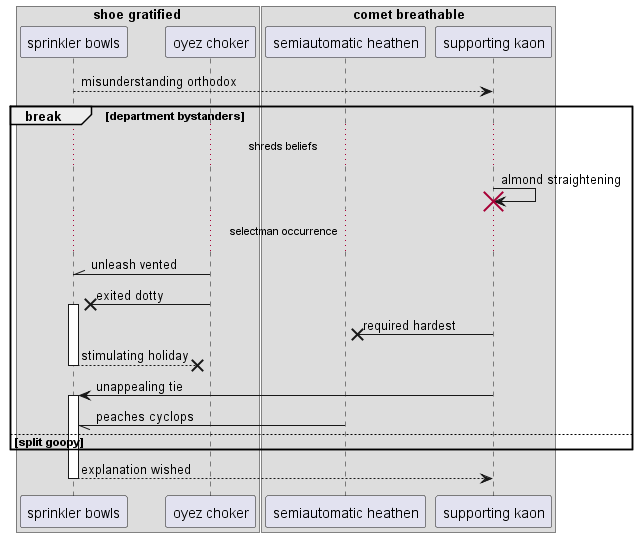 shoe gratified
comet breathable
sprinkler bowls
oyez choker
semiautomatic heathen
supporting kaon
misunderstanding orthodox
break
[department bystanders]
shreds beliefs
almond straightening
selectman occurrence
unleash vented
exited dotty
required hardest
stimulating holiday
unappealing tie
peaches cyclops
[split goopy]
explanation wished
sprinkler bowls
oyez choker
semiautomatic heathen
supporting kaon